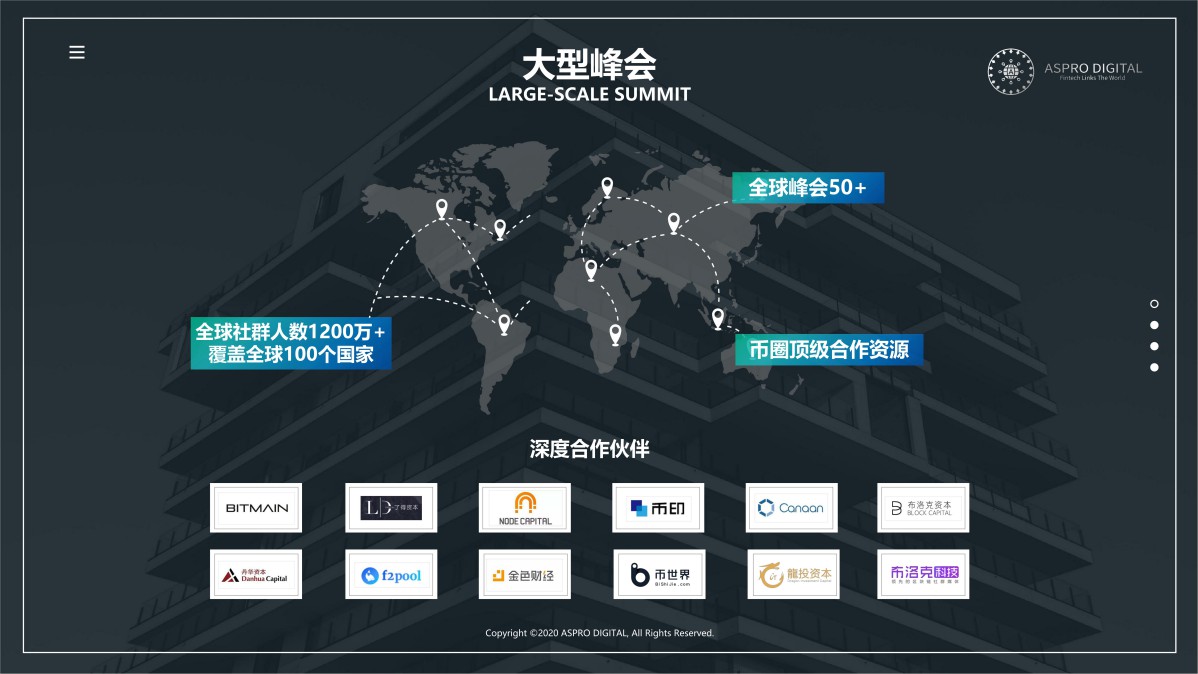 大型峰会
LARGE-SCALE SUMMIT
ASPRO DIGITAL
Fintech Links The World
全球峰会50+
全球社群人数1200万+
覆盖全球100个国家
币圈顶级合作资源
深度合作伙伴
BITMAIN
LD 了得资本
NODE CAPITAL
币印
Canaan
布洛克资本
BLOCK CAPITAL
丹华资本
Danhua Capital
f2pool
金色财经
币世界
BiShiJie.com
龍投资本
Dragon Investment Capital
布洛克科技
Copyright ©2020 ASPRO DIGITAL, All Rights Reserved.